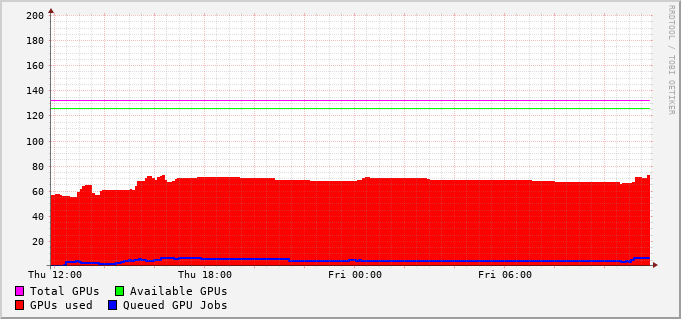 200
180
160
140
120
100
80
60
40
20
Thu 12:00 Thu 18:00 Fri 00:00 Fri 06:00
Total GPUs Available GPUs
GPUs used Queued GPU Jobs
RRDTOOL / TOBI OETIKER